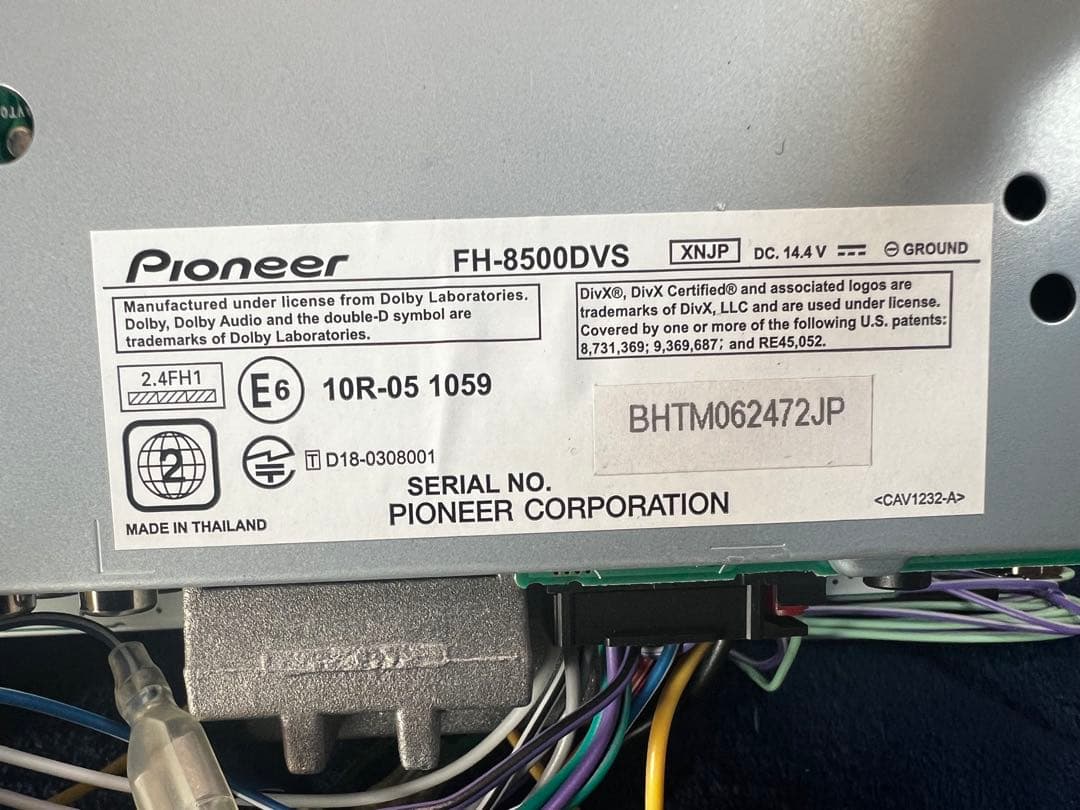 Pioneer FH-8500DVS XNJP DC. 14.4 V ⊖ GROUND
Manufactured under license from Dolby Laboratories.
Dolby, Dolby Audio and the double-D symbol are
trademarks of Dolby Laboratories.
DivX®, DivX Certified® and associated logos are
trademarks of DivX, LLC and are used under license.
Covered by one or more of the following U.S. patents:
8,731,369; 9,369,687; and RE45,052.
2.4FH1
E6 10R-05 1059
BHTM062472JP
2
T D18-0308001
SERIAL NO.
PIONEER CORPORATION
<CAV1232-A>
MADE IN THAILAND